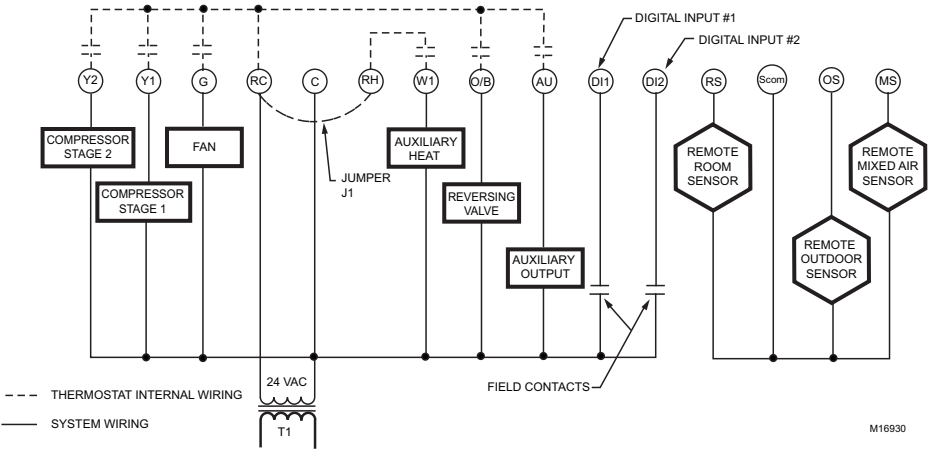 DIGITAL INPUT #1
DIGITAL INPUT #2
Y2
Y1
G
RC
C
RH
W1
O/B
AU
DI1
DI2
RS
Scom
OS
MS
COMPRESSOR
STAGE 2
FAN
AUXILIARY
HEAT
REMOTE
ROOM
SENSOR
REMOTE
MIXED AIR
SENSOR
JUMPER
J1
COMPRESSOR
STAGE 1
REVERSING
VALVE
REMOTE
OUTDOOR
SENSOR
AUXILIARY
OUTPUT
24 VAC
FIELD CONTACTS
THERMOSTAT INTERNAL WIRING
SYSTEM WIRING
T1
M16930